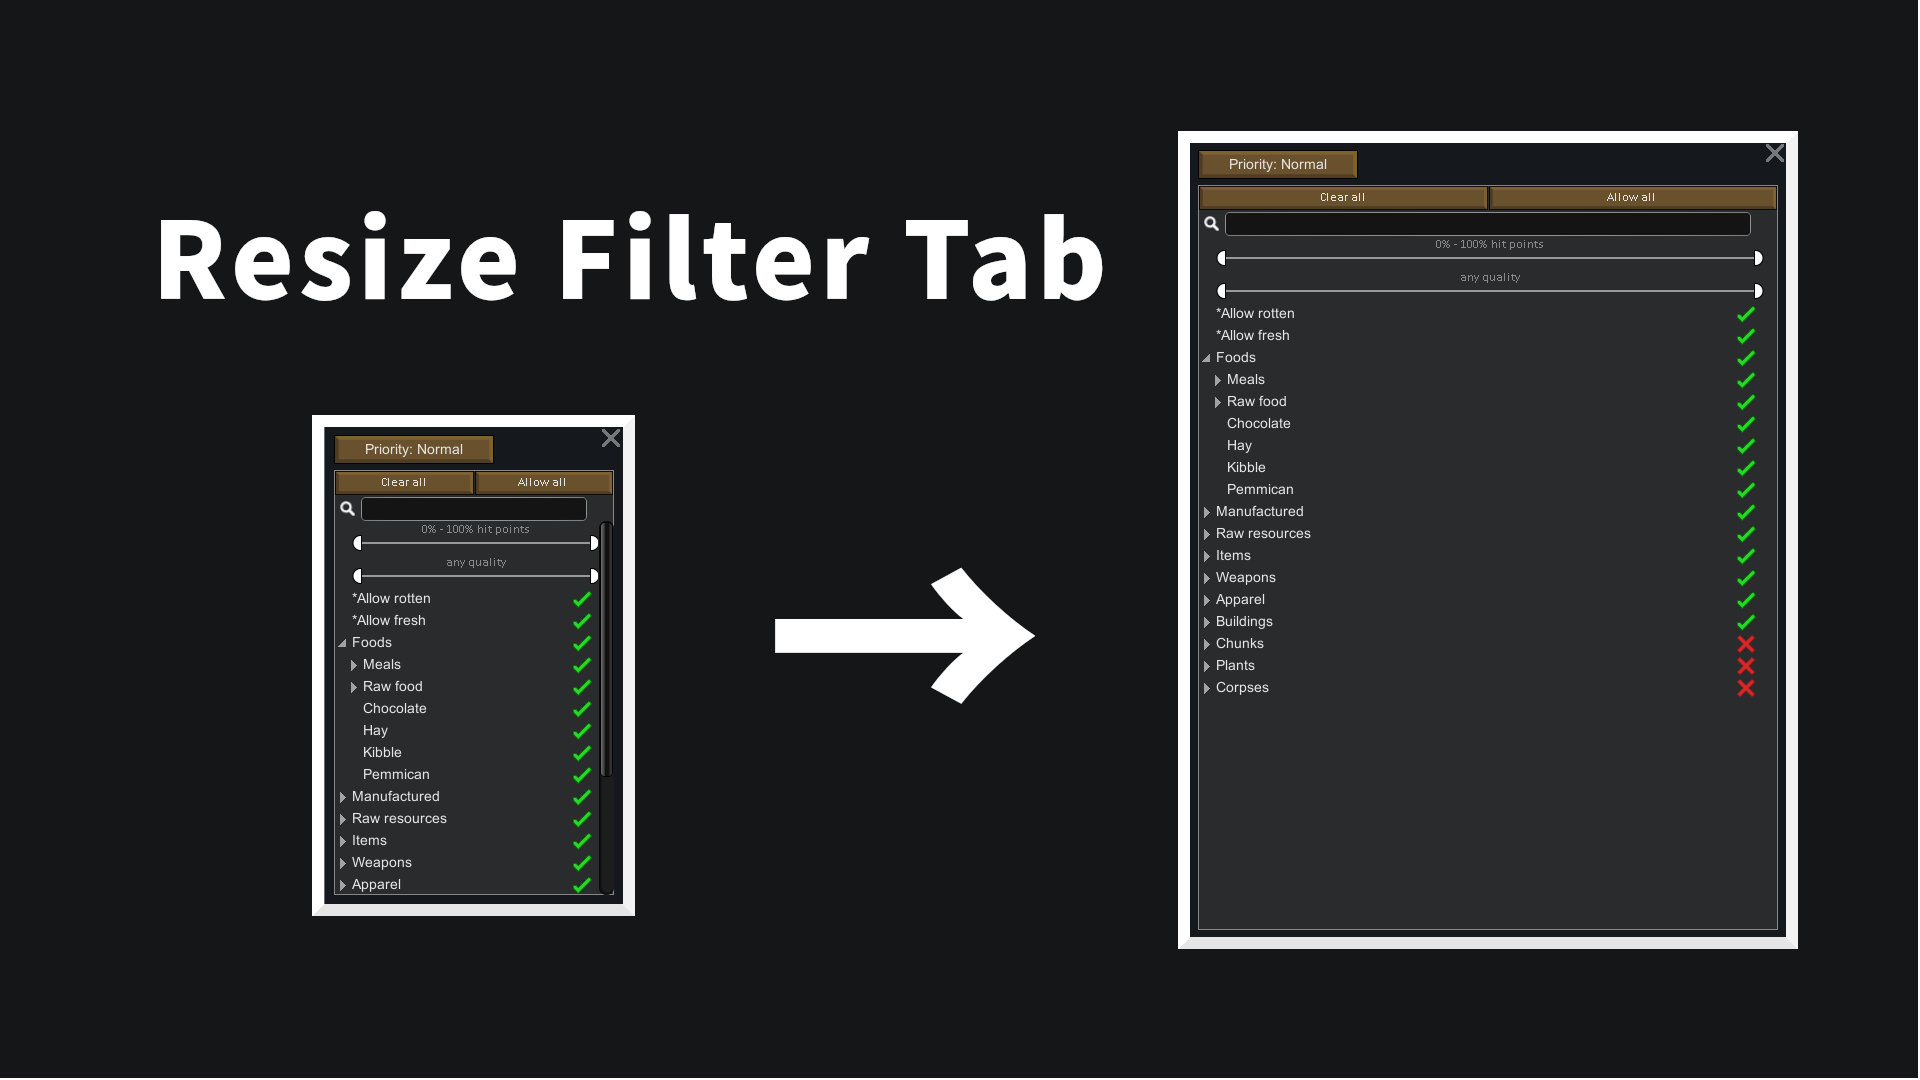 Resize Filter Tab
Priority: Normal
Clear all Allow all
0% - 100% hit points
any quality
*Allow rotten
*Allow fresh
Foods
Meals
Raw food
Chocolate
Hay
Kibble
Pemmican
Manufactured
Raw resources
Items
Weapons
Apparel
Priority: Normal
Clear all Allow all
0% - 100% hit points
any quality
*Allow rotten
*Allow fresh
Foods
Meals
Raw food
Chocolate
Hay
Kibble
Pemmican
Manufactured
Raw resources
Items
Weapons
Apparel
Buildings
Chunks
Plants
Corpses